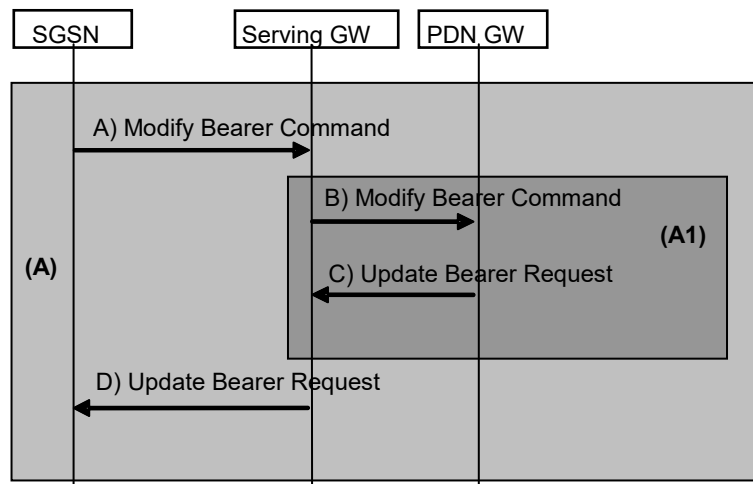 SGSN
Serving GW
PDN GW
A) Modify Bearer Command
B) Modify Bearer Command
(A1)
(A)
C) Update Bearer Request
D) Update Bearer Request